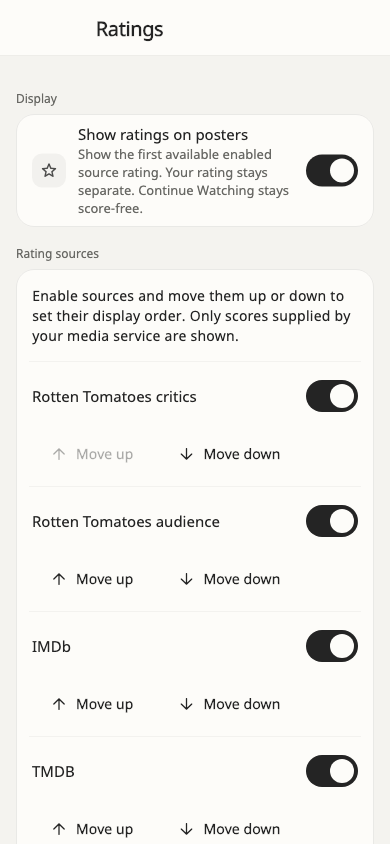 Ratings
Display
Show ratings on posters
Show the first available enabled
source rating. Your rating stays
separate. Continue Watching stays
score-free.
Rating sources
Enable sources and move them up or down to
set their display order. Only scores supplied by
your media service are shown.
Rotten Tomatoes critics
Move up Move down
Rotten Tomatoes audience
Move up Move down
IMDb
Move up Move down
TMDB
Move up Move down